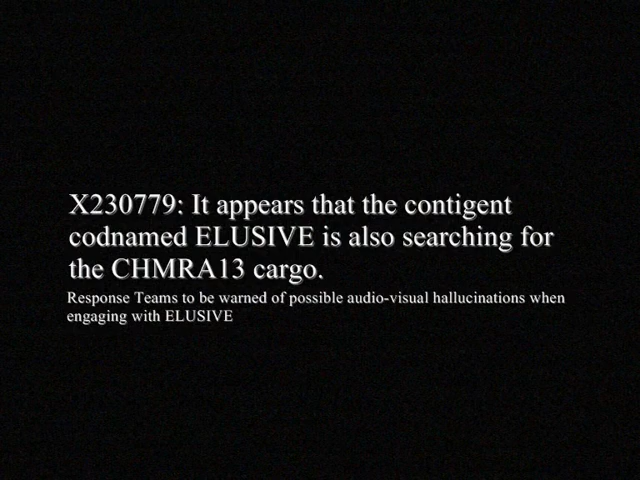 X230779: It appears that the contigent
codnamed ELUSIVE is also searching for
the CHMRA13 cargo.
Response Teams to be warned of possible audio-visual hallucinations when
engaging with ELUSIVE